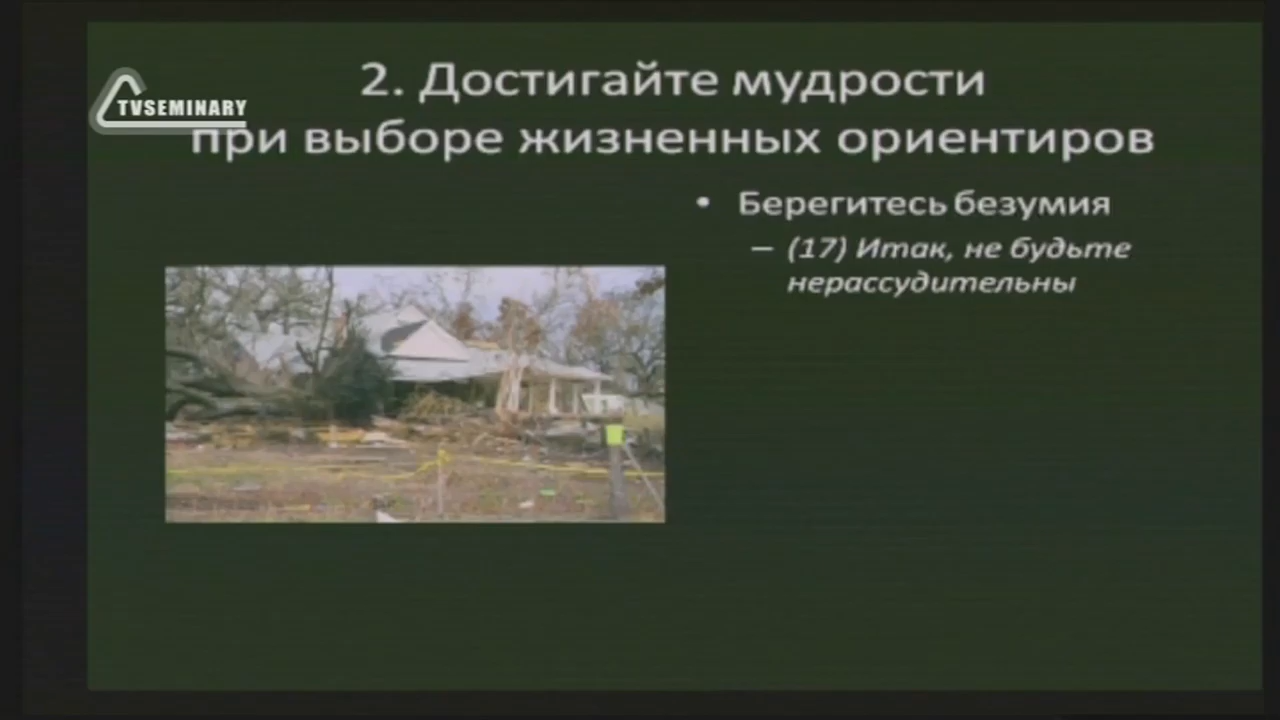 2. Достигайте мудрости
TVSEMINARY
при выборе жизненных ориентиров
• Берегитесь безумия
– (17) Итак, не будьте
нерассудительны